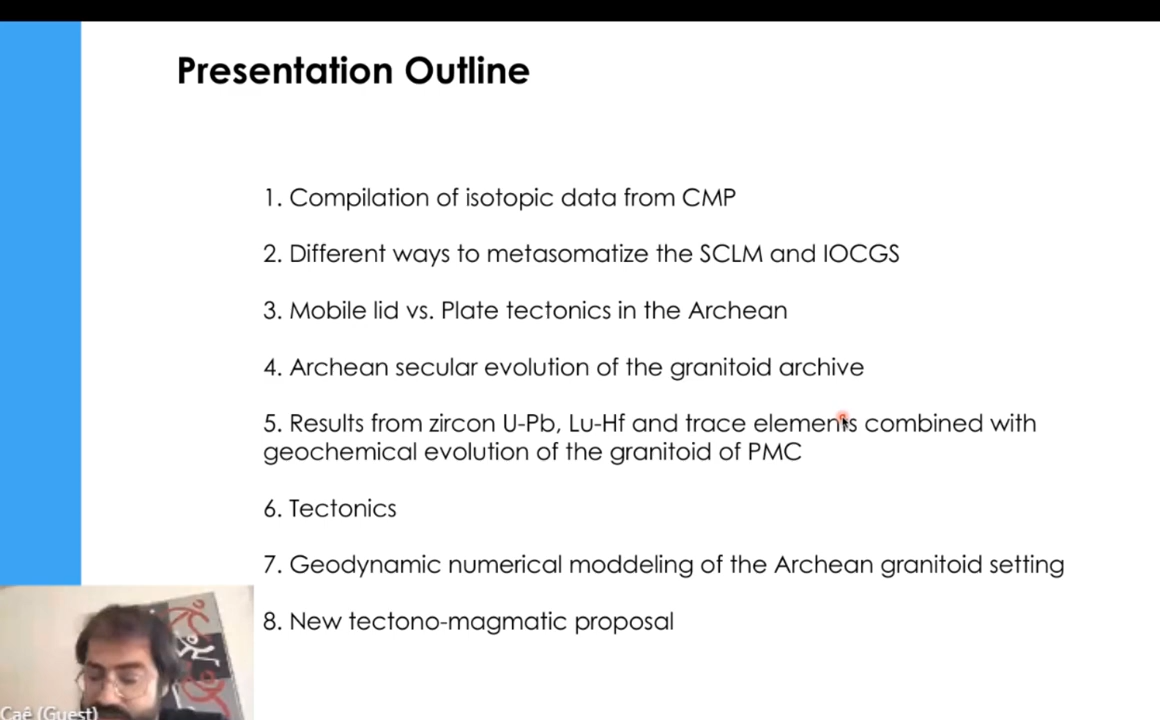 Presentation Outline
1. Compilation of isotopic data from CMP
2. Different ways to metasomatize the SCLM and IOCGS
3. Mobile lid vs. Plate tectonics in the Archean
4. Archean secular evolution of the granitoid archive
5. Results from zircon U-Pb, Lu-Hf and trace elements combined with
geochemical evolution of the granitoid of PMC
6. Tectonics
7. Geodynamic numerical moddeling of the Archean granitoid setting
8. New tectono-magmatic proposal
Caê (Guest)